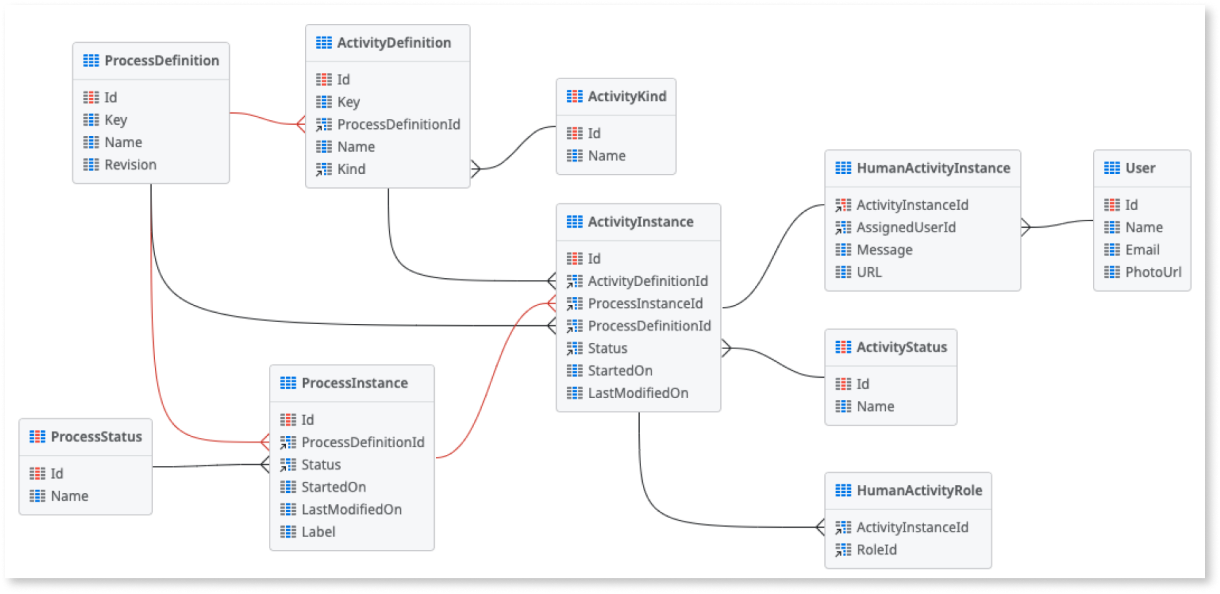 ProcessDefinition
Id
Key
Name
Revision
ActivityDefinition
Id
Key
ProcessDefinitionId
Name
Kind
ActivityKind
Id
Name
HumanActivityInstance
ActivityInstanceId
AssignedUserId
Message
URL
User
Id
Name
Email
PhotoUrl
ActivityInstance
Id
ActivityDefinitionId
ProcessInstanceId
ProcessDefinitionId
Status
StartedOn
LastModifiedOn
ActivityStatus
Id
Name
ProcessInstance
Id
ProcessDefinitionId
Status
StartedOn
LastModifiedOn
Label
ProcessStatus
Id
Name
HumanActivityRole
ActivityInstanceId
RoleId